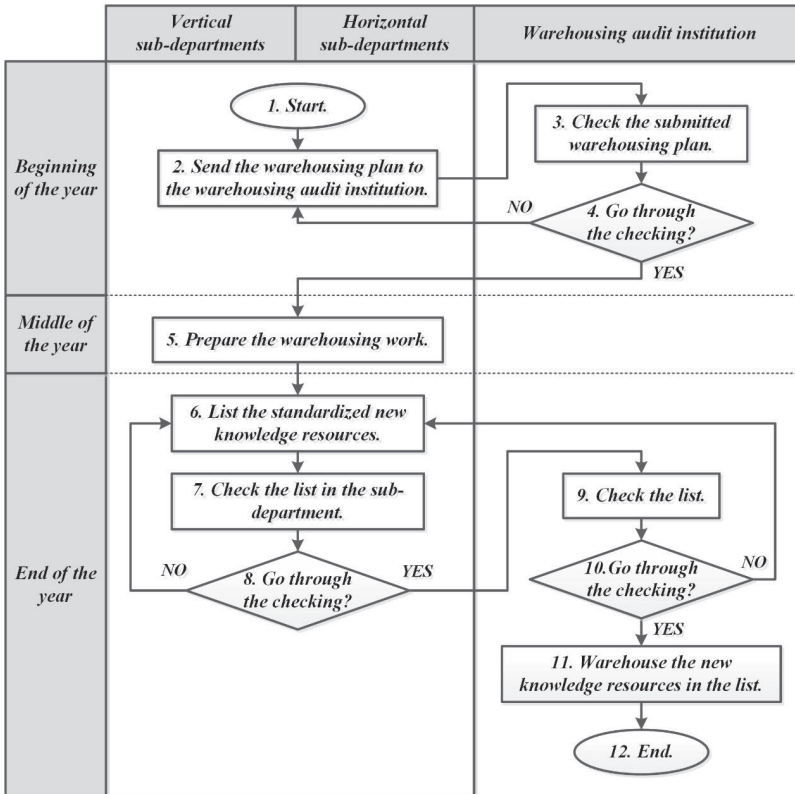 Vertical
sub-departments
Horizontal
sub-departments
Warehousing audit institution
Beginning
of the year
1. Start.
2. Send the warehousing plan to
the warehousing audit institution.
3. Check the submitted
warehousing plan.
NO
4. Go through
the checking?
YES
Middle of
the year
5. Prepare the warehousing work.
End of the
year
6. List the standardized new
knowledge resources.
7. Check the list in the sub-
department.
NO
8. Go through
the checking?
YES
9. Check the list.
10.Go through
the checking?
NO
YES
11. Warehouse the new
knowledge resources in the list.
12. End.